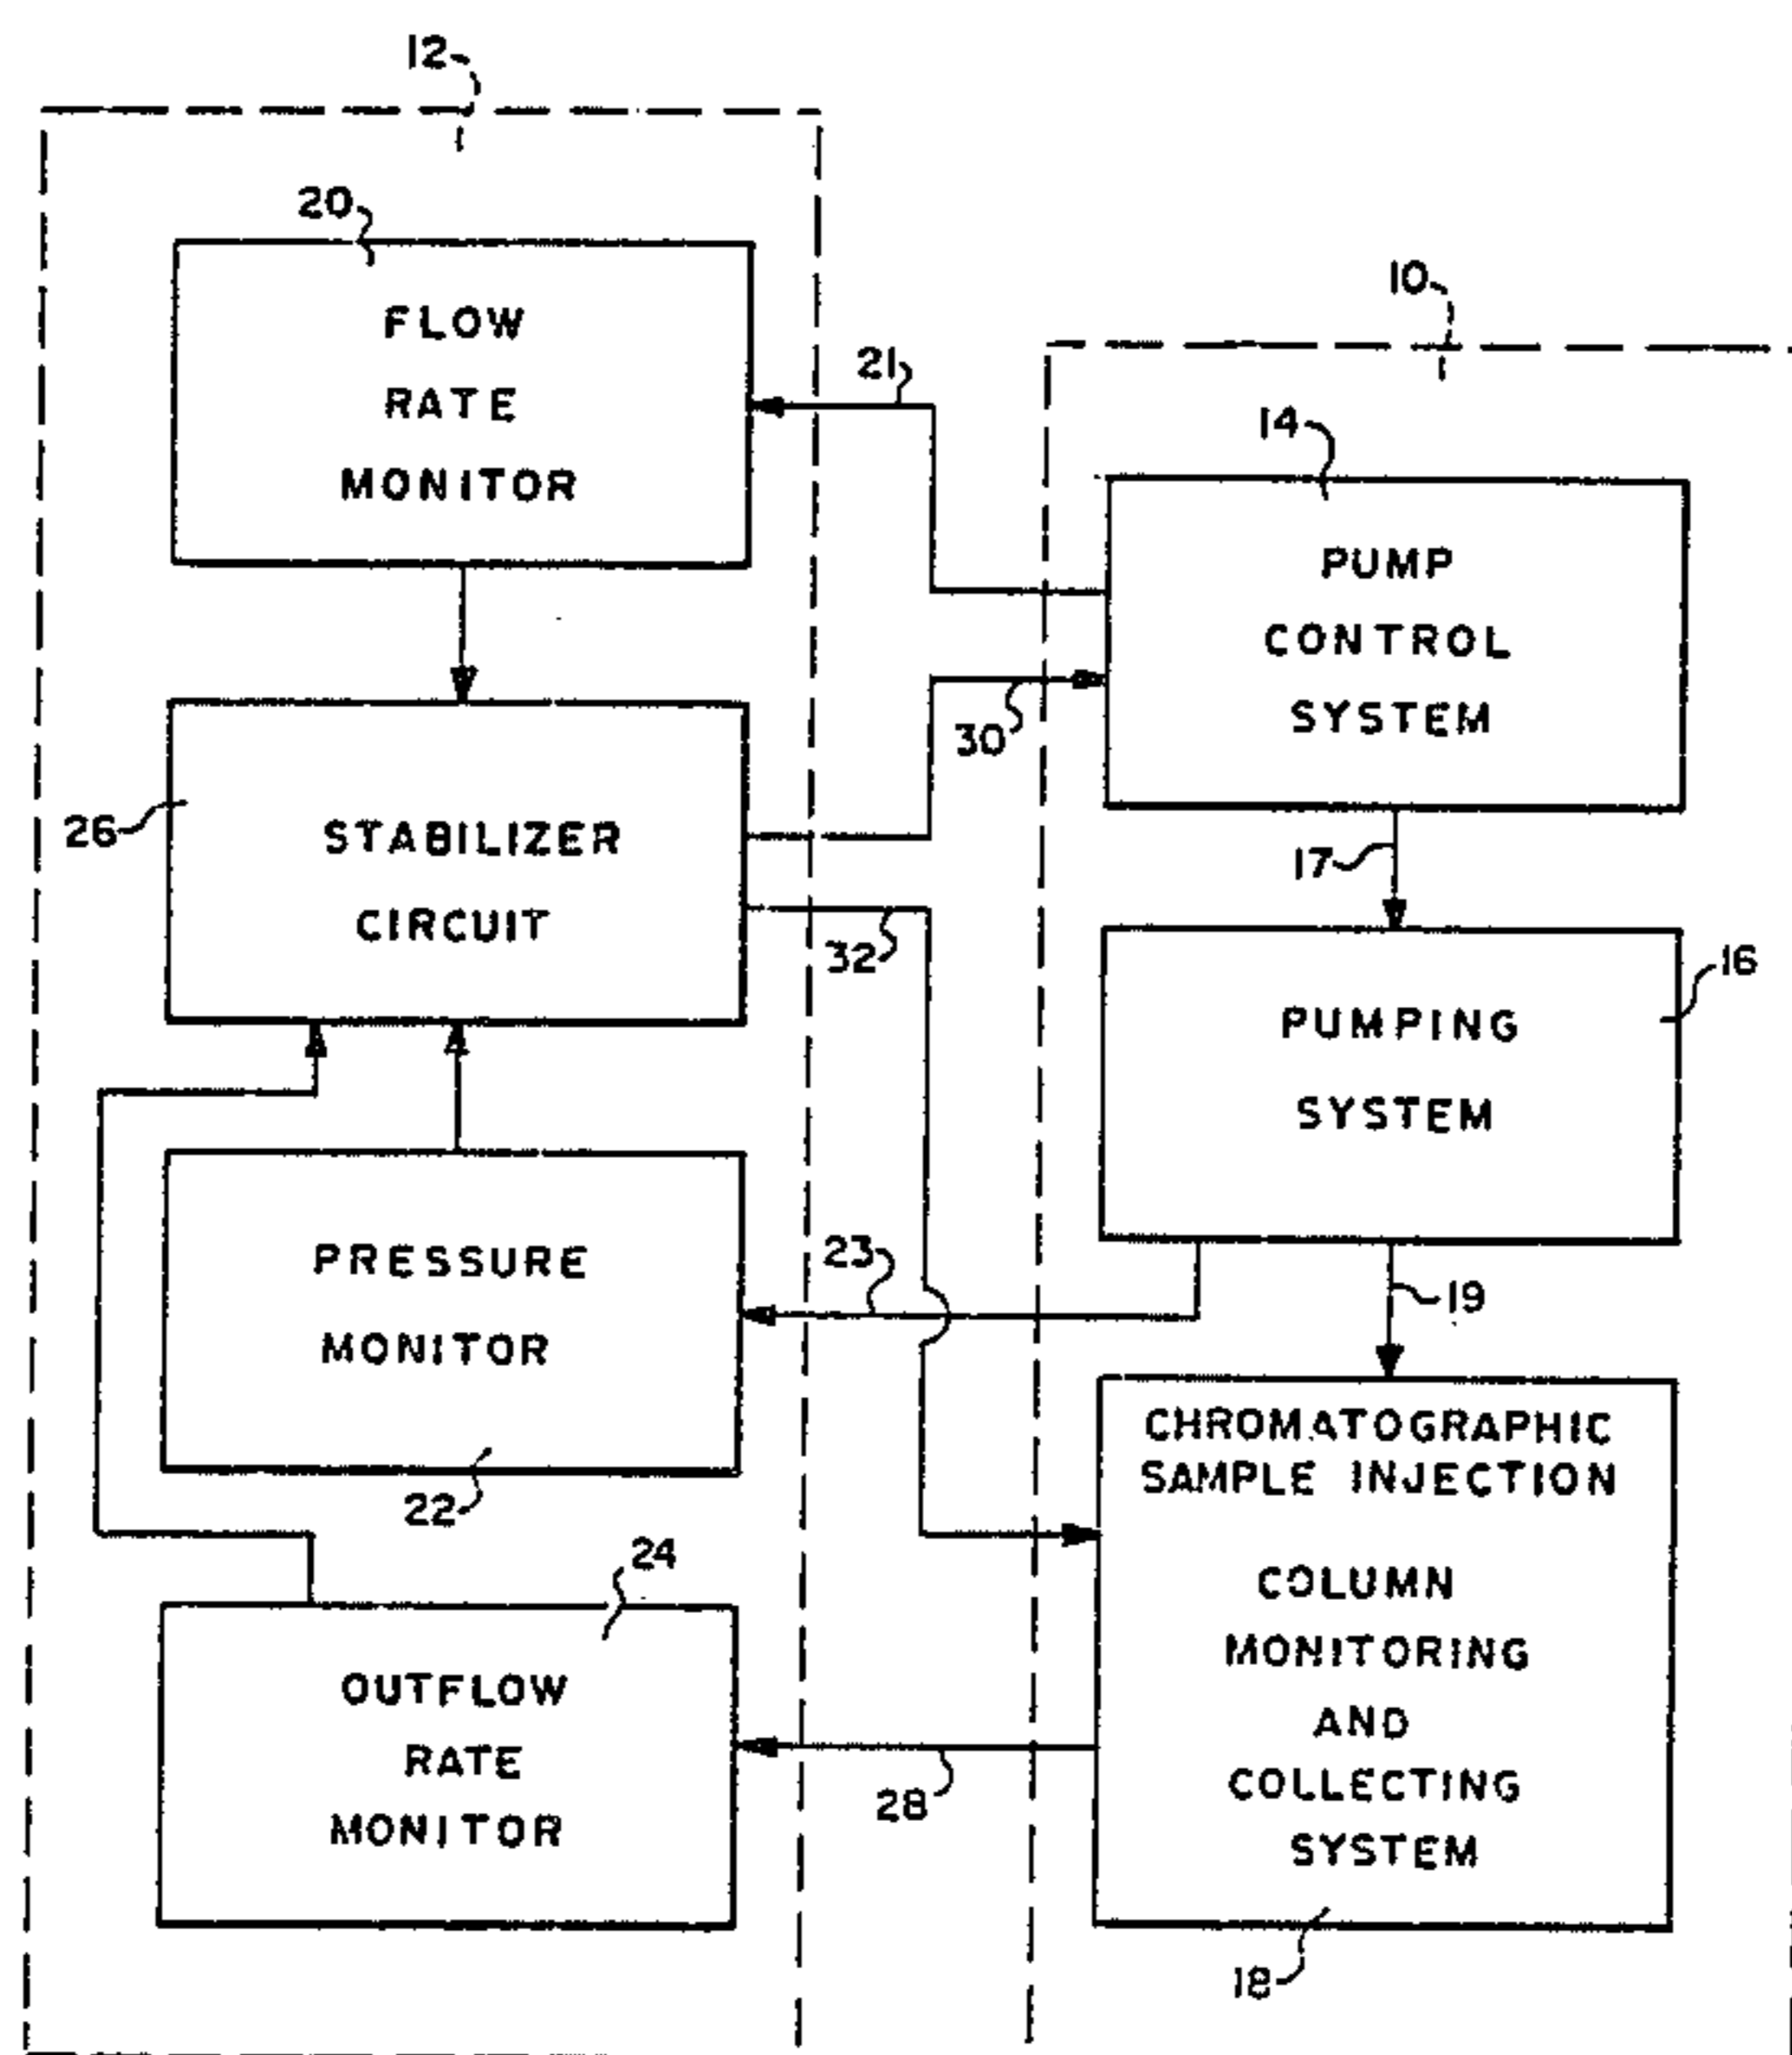 12
20
FLOW
RATE
MONITOR
21
10
14
PUMP
CONTROL
SYSTEM
30
26
STABILIZER
CIRCUIT
32
17
16
PUMPING
SYSTEM
23
19
PRESSURE
MONITOR
22
24
OUTFLOW
RATE
MONITOR
28
CHROMATOGRAPHIC
SAMPLE INJECTION
COLUMN
MONITORING
AND
COLLECTING
SYSTEM
18